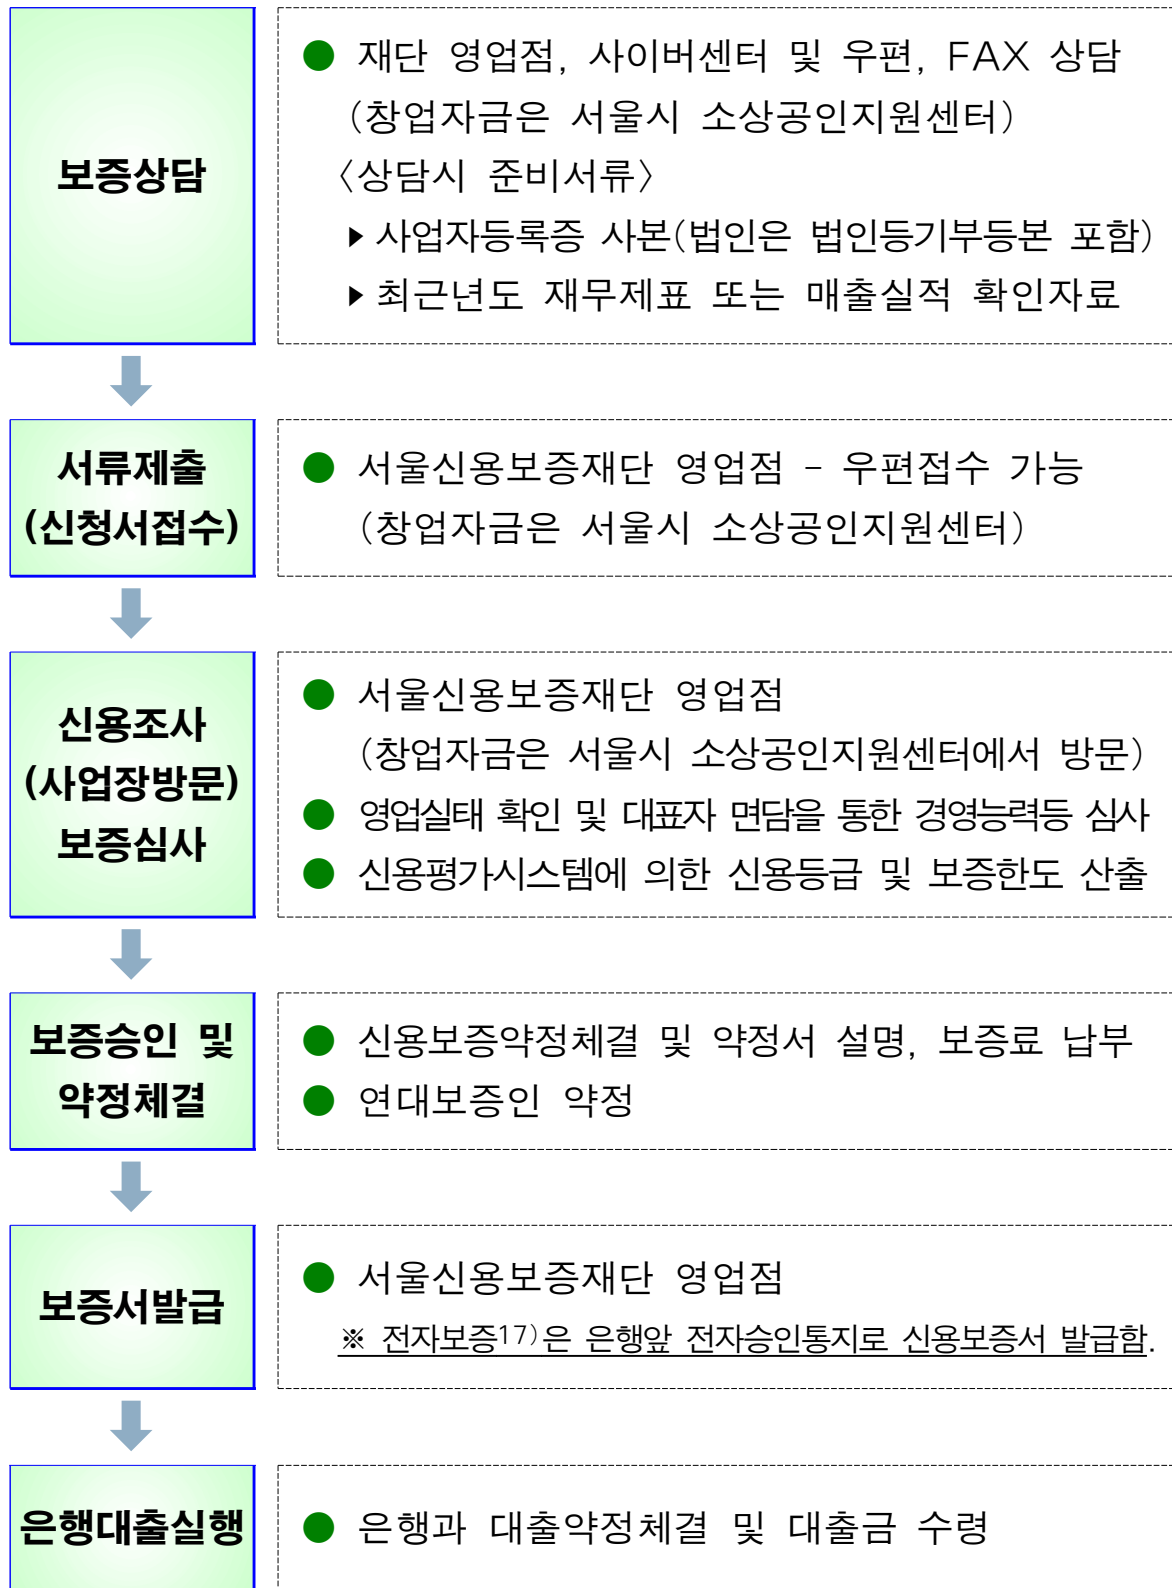 보증상담
● 재단 영업점, 사이버센터 및 우편, FAX 상담
(창업자금은 서울시 소상공인지원센터)
〈상담시 준비서류〉
▶사업자등록증 사본(법인은 법인등기부등본 포함)
▶최근년도 재무제표 또는 매출실적 확인자료
서류제출
(신청서접수)
● 서울신용보증재단 영업점 - 우편접수 가능
(창업자금은 서울시 소상공인지원센터)
신용조사
(사업장방문)
보증심사
● 서울신용보증재단 영업점
(창업자금은 서울시 소상공인지원센터에서 방문)
● 영업실태 확인 및 대표자 면담을 통한 경영능력등 심사
● 신용평가시스템에 의한 신용등급 및 보증한도 산출
보증승인 및
약정체결
● 신용보증약정체결 및 약정서 설명, 보증료 납부
● 연대보증인 약정
보증서발급
● 서울신용보증재단 영업점
※ 전자보증17)은 은행앞 전자승인통지로 신용보증서 발급함.
은행대출실행
● 은행과 대출약정체결 및 대출금 수령